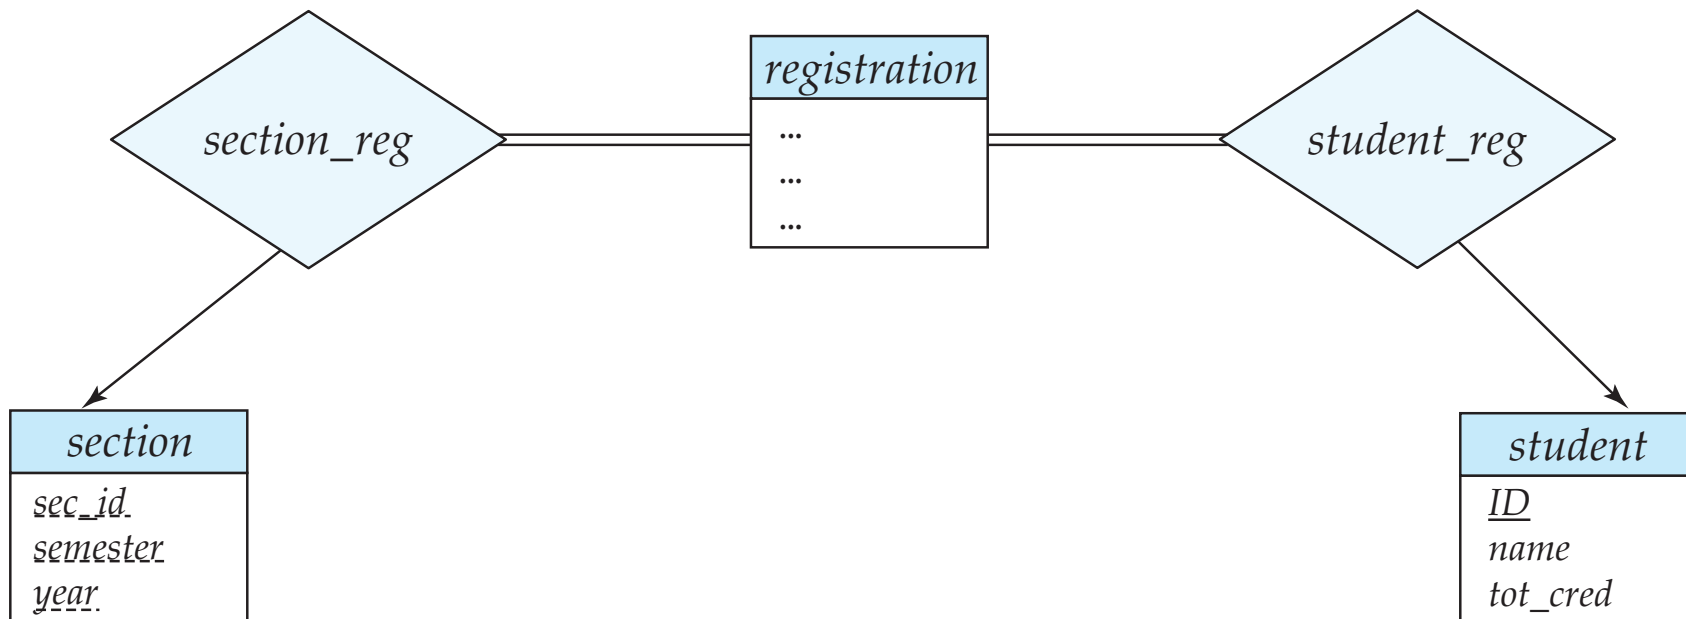 section_reg
registration
...
...
...
student_reg
section
sec_id
semester
year
student
ID
name
tot_cred